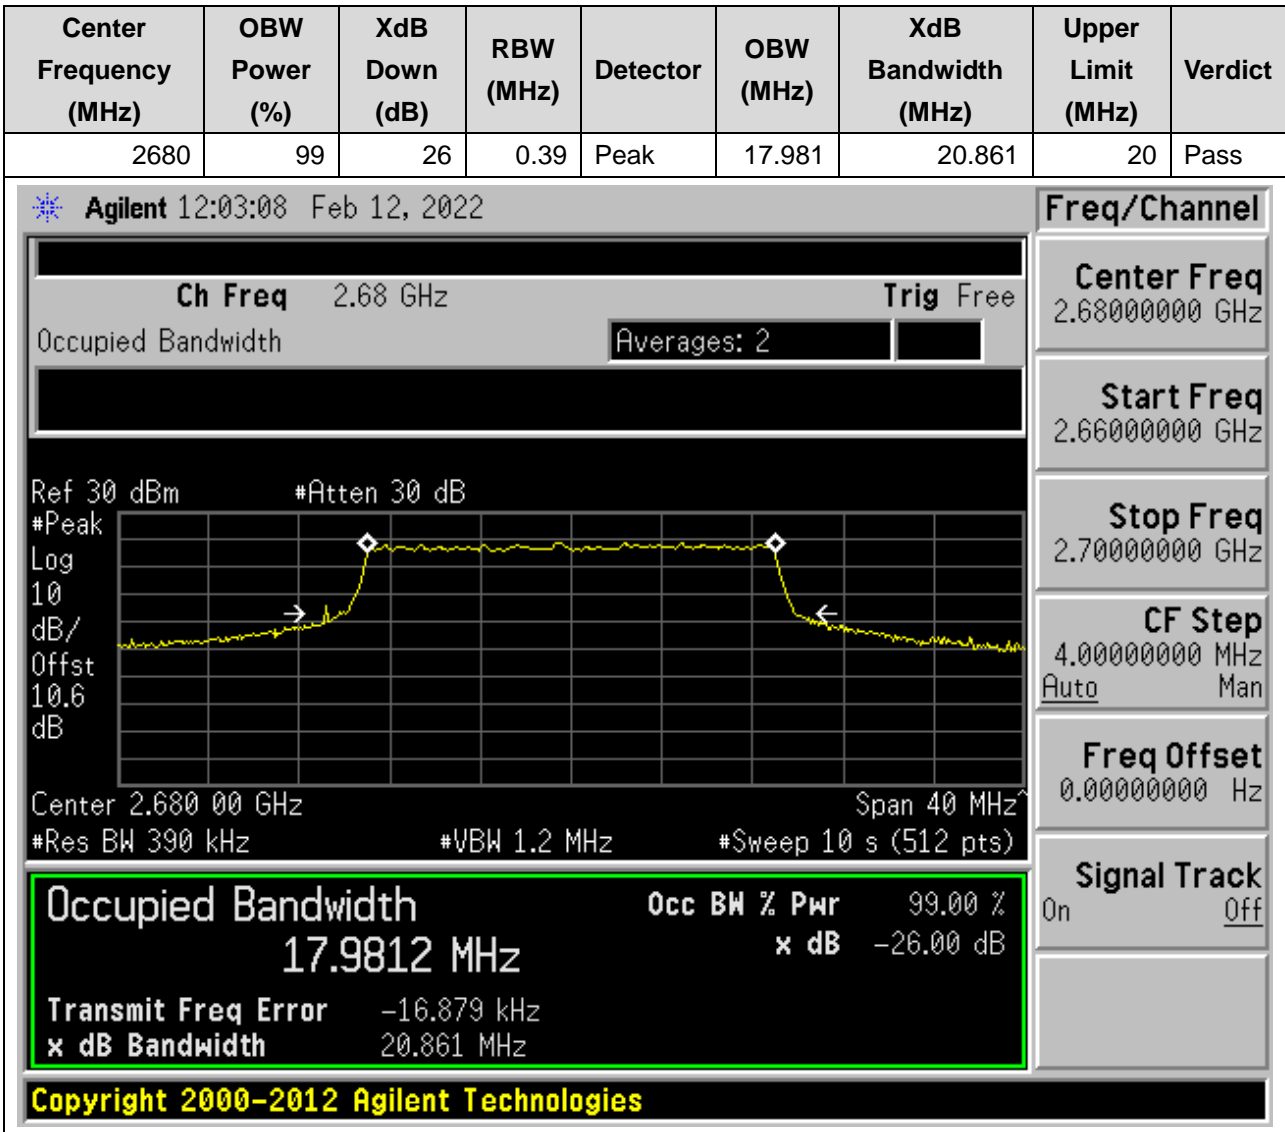 Center Frequency (MHz) OBW Power (%) XdB Down (dB) RBW (MHz) Detector OBW (MHz) XdB Bandwidth (MHz) Upper Limit (MHz) Verdict
2680 99 26 0.39 Peak 17.981 20.861 20 Pass
Agilent 12:03:08 Feb 12, 2022
Ch Freq 2.68 GHz Trig Free
Occupied Bandwidth Averages: 2
Ref 30 dBm #Atten 30 dB
#Peak
Log
10
dB/
Offst
10.6
dB
Center 2.680 00 GHz Span 40 MHz^
#Res BW 390 kHz #VBW 1.2 MHz #Sweep 10 s (512 pts)
Occupied Bandwidth Occ BW % Pwr 99.00 %
17.9812 MHz x dB -26.00 dB
Transmit Freq Error -16.879 kHz
x dB Bandwidth 20.861 MHz
Copyright 2000-2012 Agilent Technologies
Freq/Channel
Center Freq
2.68000000 GHz
Start Freq
2.66000000 GHz
Stop Freq
2.70000000 GHz
CF Step
4.00000000 MHz
Auto Man
Freq Offset
0.00000000 Hz
Signal Track
On Off